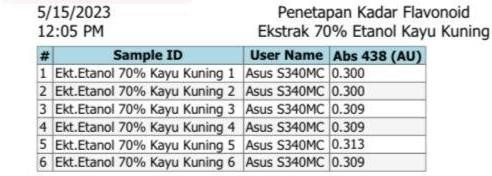 5/15/2023 Penetapan Kadar Flavonoid
12:05 PM Ekstrak 70% Etanol Kayu Kuning
# Sample ID User Name Abs 438 (AU)
1 Ekt.Etanol 70% Kayu Kuning 1 Asus S340MC 0.300
2 Ekt.Etanol 70% Kayu Kuning 2 Asus S340MC 0.300
3 Ekt.Etanol 70% Kayu Kuning 3 Asus S340MC 0.309
4 Ekt.Etanol 70% Kayu Kuning 4 Asus S340MC 0.309
5 Ekt.Etanol 70% Kayu Kuning 5 Asus S340MC 0.313
6 Ekt.Etanol 70% Kayu Kuning 6 Asus S340MC 0.309